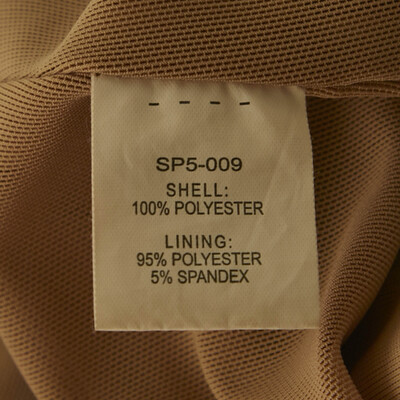 - - - -
SP5-009
SHELL:
100% POLYESTER
LINING:
95% POLYESTER
5% SPANDEX